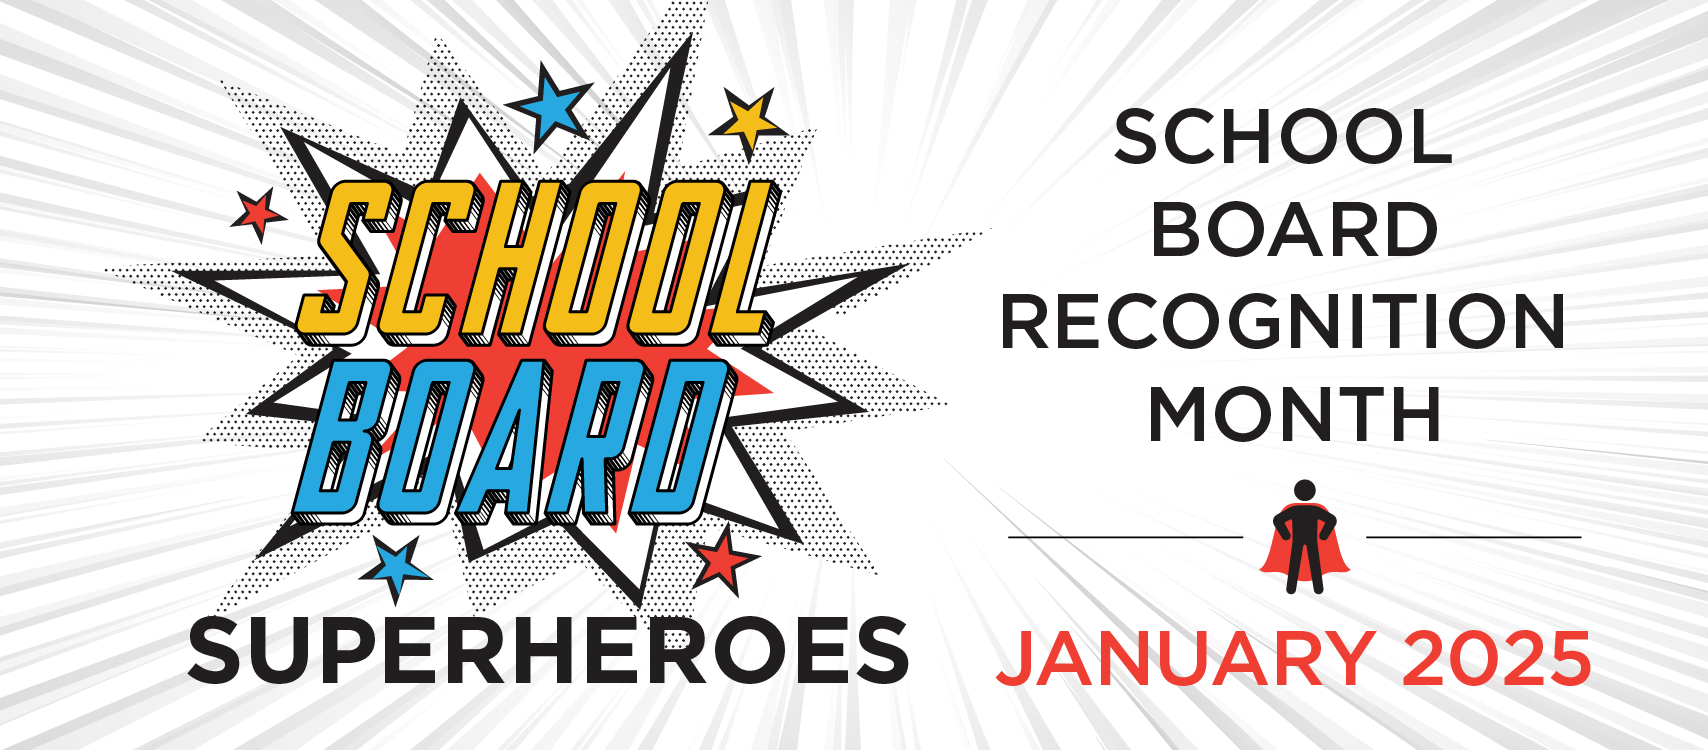 SCHOOL
BOARD
SUPERHEROES
SCHOOL
BOARD
RECOGNITION
MONTH
JANUARY 2025